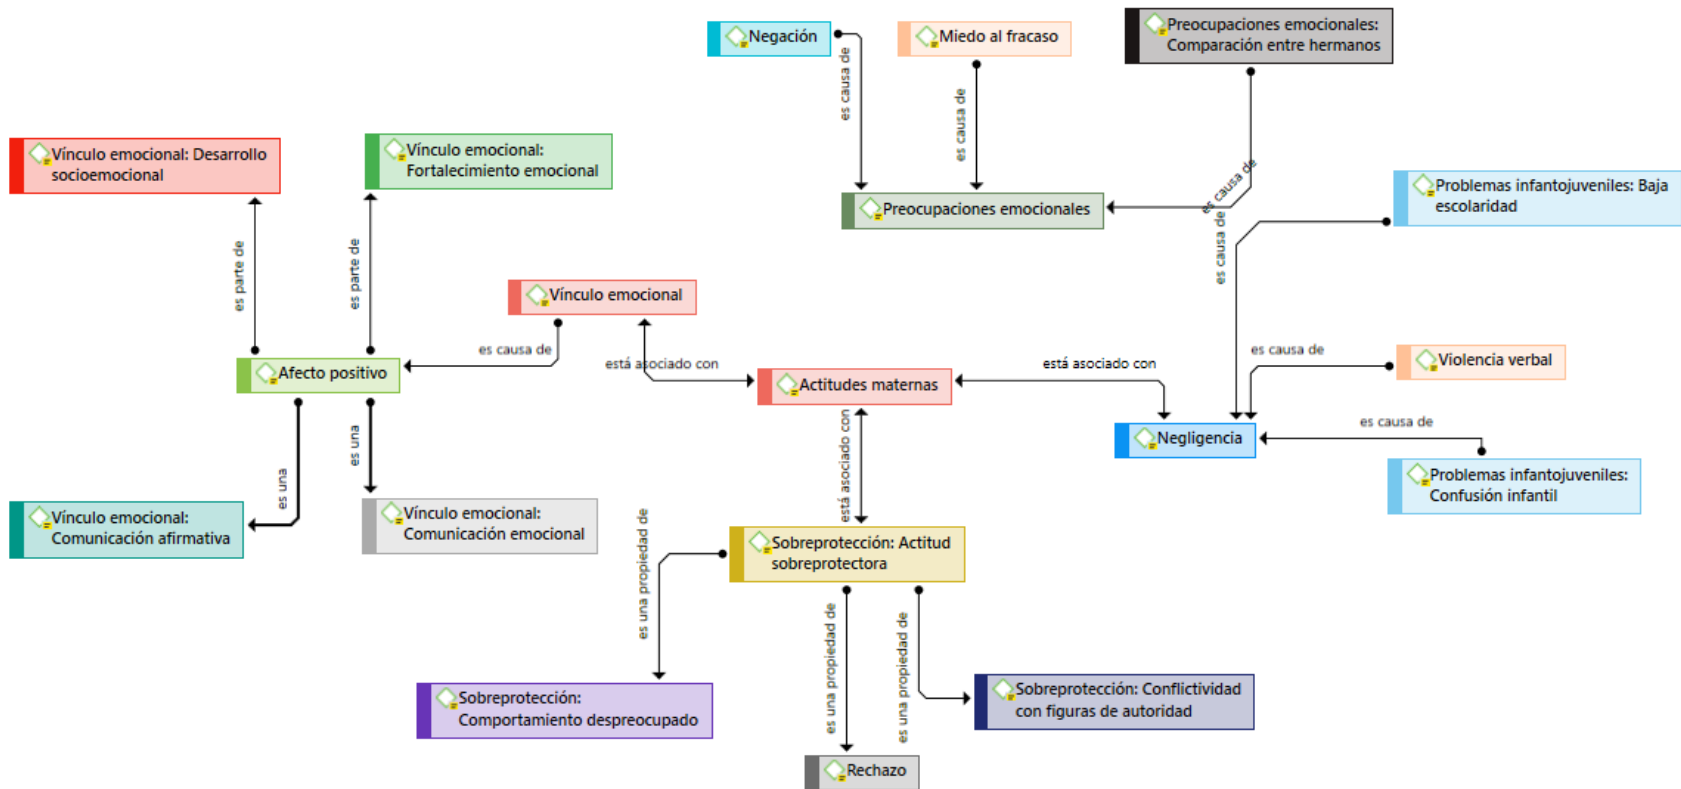 Negación
Miedo al fracaso
Preocupaciones emocionales:
Comparación entre hermanos
es causa de
es causa de
es causa de
Vínculo emocional: Desarrollo
socioemocional
Vínculo emocional:
Fortalecimiento emocional
Preocupaciones emocionales
Problemas infantojuveniles: Baja
escolaridad
es causa de
es parte de
es parte de
Vínculo emocional
es causa de
está asociado con
está asociado con
es causa de
Violencia verbal
Afecto positivo
Actitudes maternas
es una
es una
está asociado con
Negligencia
es causa de
Problemas infantojuveniles:
Confusión infantil
Vínculo emocional:
Comunicación afirmativa
Vínculo emocional:
Comunicación emocional
Sobreprotección: Actitud
sobreprotectora
es una propiedad de
es una propiedad de
es una propiedad de
Sobreprotección:
Comportamiento despreocupado
Sobreprotección: Conflictividad
con figuras de autoridad
Rechazo